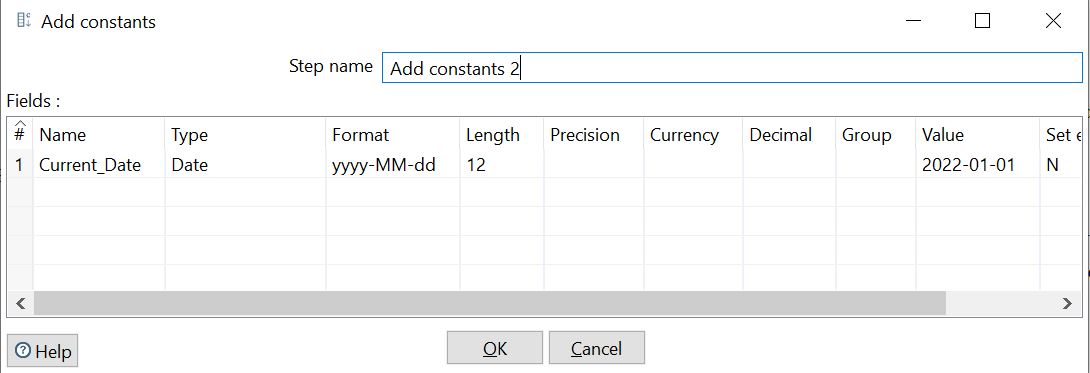 Add constants
Step name Add constants 2
Fields :
# Name Type Format Length Precision Currency Decimal Group Value Set e
1 Current_Date Date yyyy-MM-dd 12 2022-01-01 N
Help OK Cancel